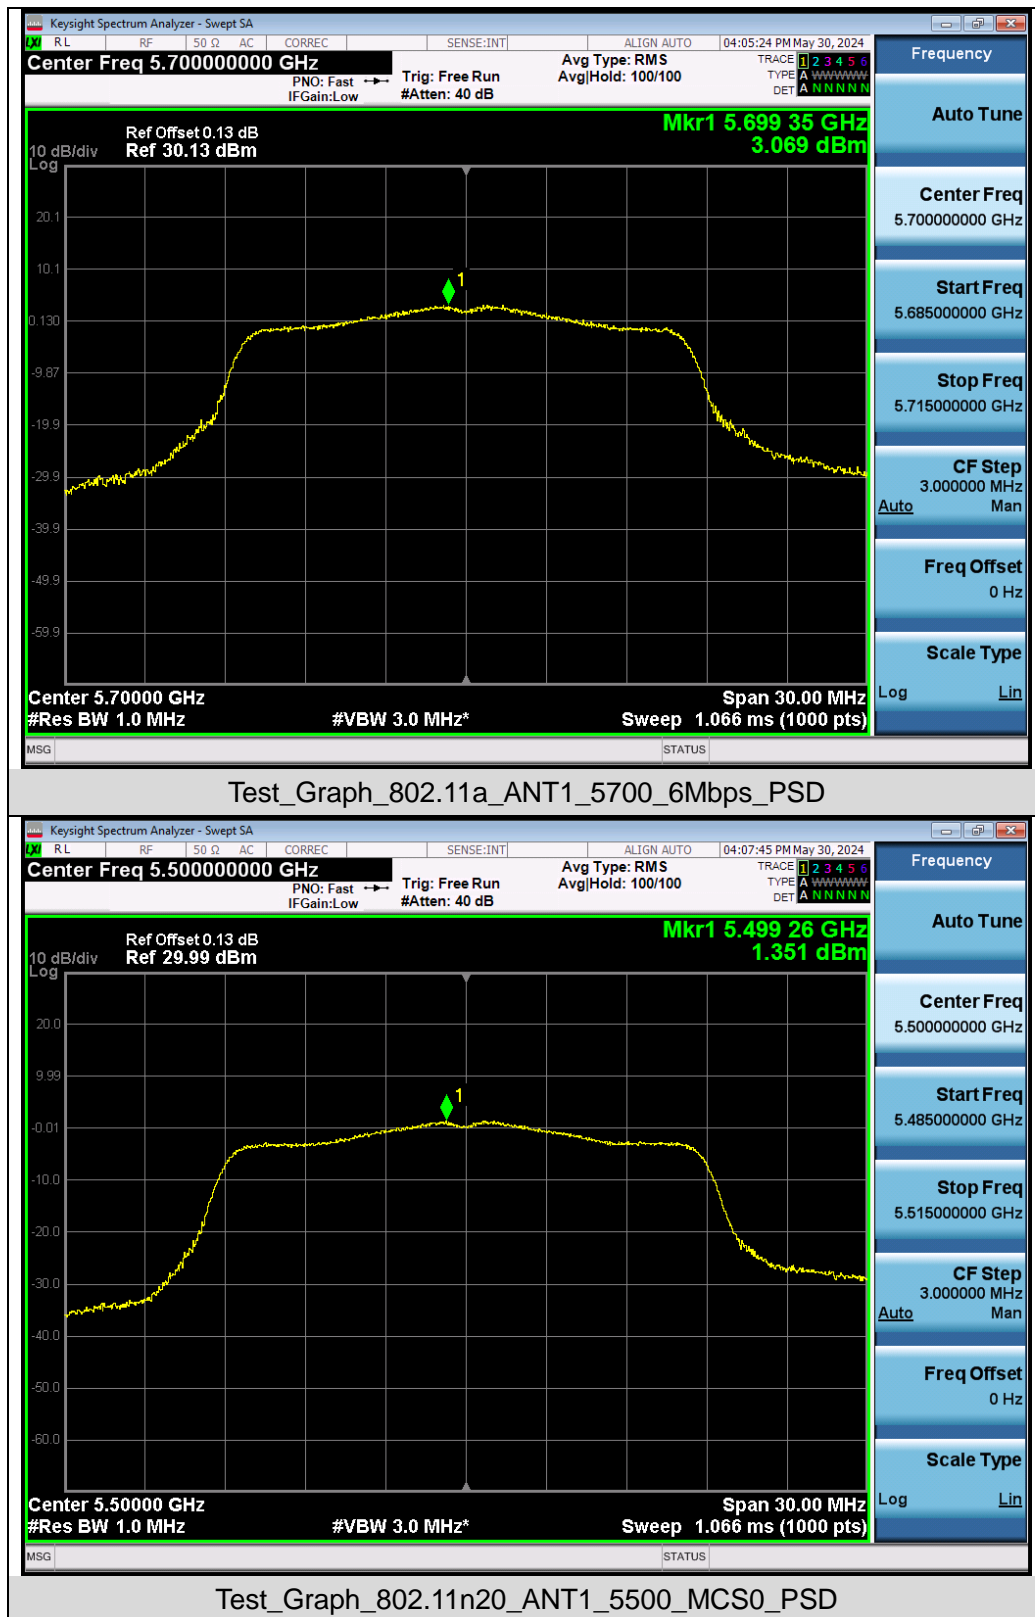 Keysight Spectrum Analyzer - Swept SA
LXI RL RF 50 Ω AC CORREC SENSE:INT ALIGN AUTO 04:05:24 PM May 30, 2024
Center Freq 5.700000000 GHz
PNO: Fast
IFGain:Low
Trig: Free Run
#Atten: 40 dB
Avg Type: RMS
Avg|Hold: 100/100
TRACE 1 2 3 4 5 6
TYPE A WWWWW
DET A N N N N N
Mkr1 5.699 35 GHz
3.069 dBm
Ref Offset 0.13 dB
10 dB/div Ref 30.13 dBm
Log
20.1
10.1
1
0.130
-9.87
-19.9
-29.9
-39.9
-49.9
-59.9
Center 5.70000 GHz Span 30.00 MHz
#Res BW 1.0 MHz #VBW 3.0 MHz* Sweep 1.066 ms (1000 pts)
MSG STATUS
Frequency
Auto Tune
Center Freq
5.700000000 GHz
Start Freq
5.685000000 GHz
Stop Freq
5.715000000 GHz
CF Step
3.000000 MHz
Auto Man
Freq Offset
0 Hz
Scale Type
Log Lin
Test_Graph_802.11a_ANT1_5700_6Mbps_PSD
Keysight Spectrum Analyzer - Swept SA
LXI RL RF 50 Ω AC CORREC SENSE:INT ALIGN AUTO 04:07:45 PM May 30, 2024
Center Freq 5.500000000 GHz
PNO: Fast
IFGain:Low
Trig: Free Run
#Atten: 40 dB
Avg Type: RMS
Avg|Hold: 100/100
TRACE 1 2 3 4 5 6
TYPE A WWWWW
DET A N N N N N
Mkr1 5.499 26 GHz
1.351 dBm
Ref Offset 0.13 dB
10 dB/div Ref 29.99 dBm
Log
20.0
9.99
1
-0.01
-10.0
-20.0
-30.0
-40.0
-50.0
-60.0
Center 5.50000 GHz Span 30.00 MHz
#Res BW 1.0 MHz #VBW 3.0 MHz* Sweep 1.066 ms (1000 pts)
MSG STATUS
Frequency
Auto Tune
Center Freq
5.500000000 GHz
Start Freq
5.485000000 GHz
Stop Freq
5.515000000 GHz
CF Step
3.000000 MHz
Auto Man
Freq Offset
0 Hz
Scale Type
Log Lin
Test_Graph_802.11n20_ANT1_5500_MCS0_PSD